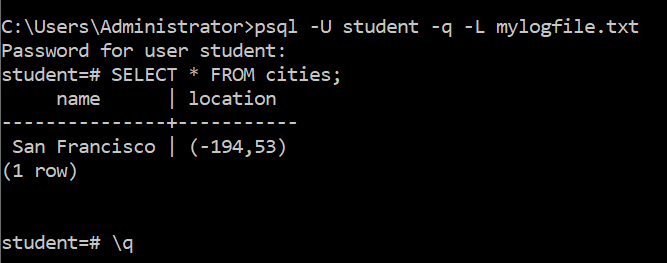 C:\Users\Administrator>psql -U student -q -L mylogfile.txt
Password for user student:
student=# SELECT * FROM cities;
     name      | location
---------------+-----------
 San Francisco | (-194,53)
(1 row)
student=# \q